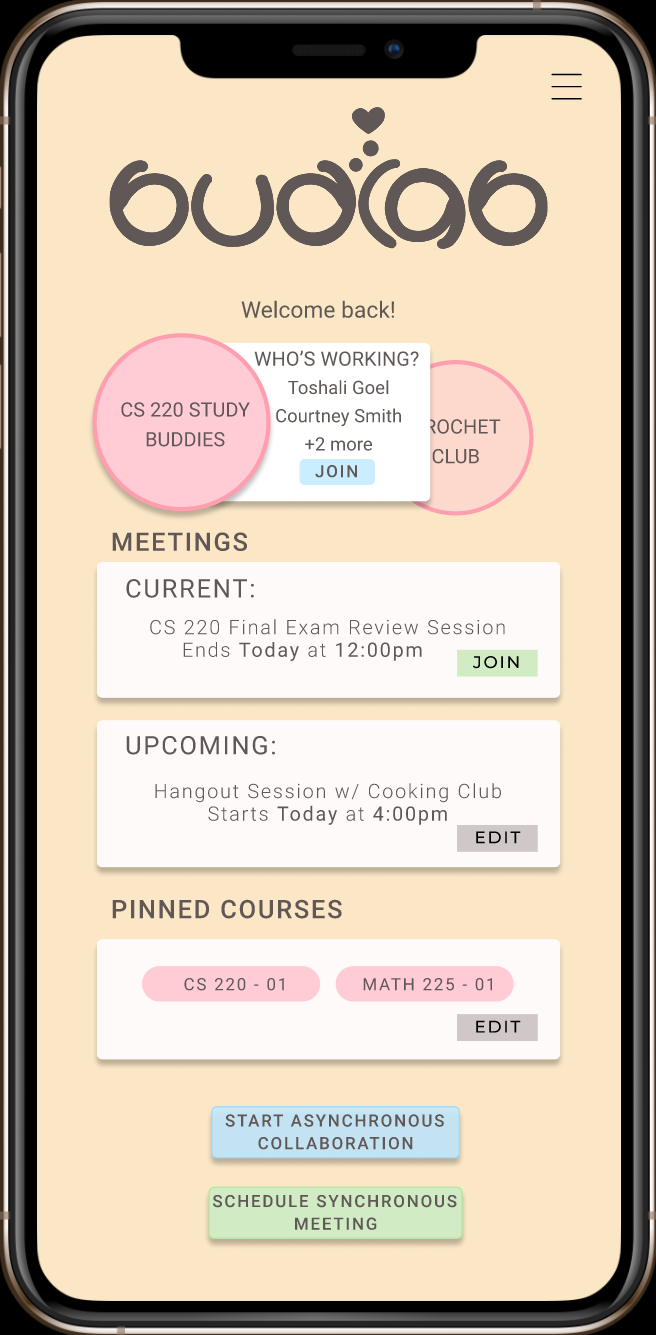 budlab
Welcome back!
CS 220 STUDY
BUDDIES
WHO'S WORKING?
Toshali Goel
Courtney Smith
+2 more
JOIN
ROCHET
CLUB
MEETINGS
CURRENT:
CS 220 Final Exam Review Session
Ends Today at 12:00pm
JOIN
UPCOMING:
Hangout Session w/ Cooking Club
Starts Today at 4:00pm
EDIT
PINNED COURSES
CS 220 - 01
MATH 225 - 01
EDIT
START ASYNCHRONOUS
COLLABORATION
SCHEDULE SYNCHRONOUS
MEETING